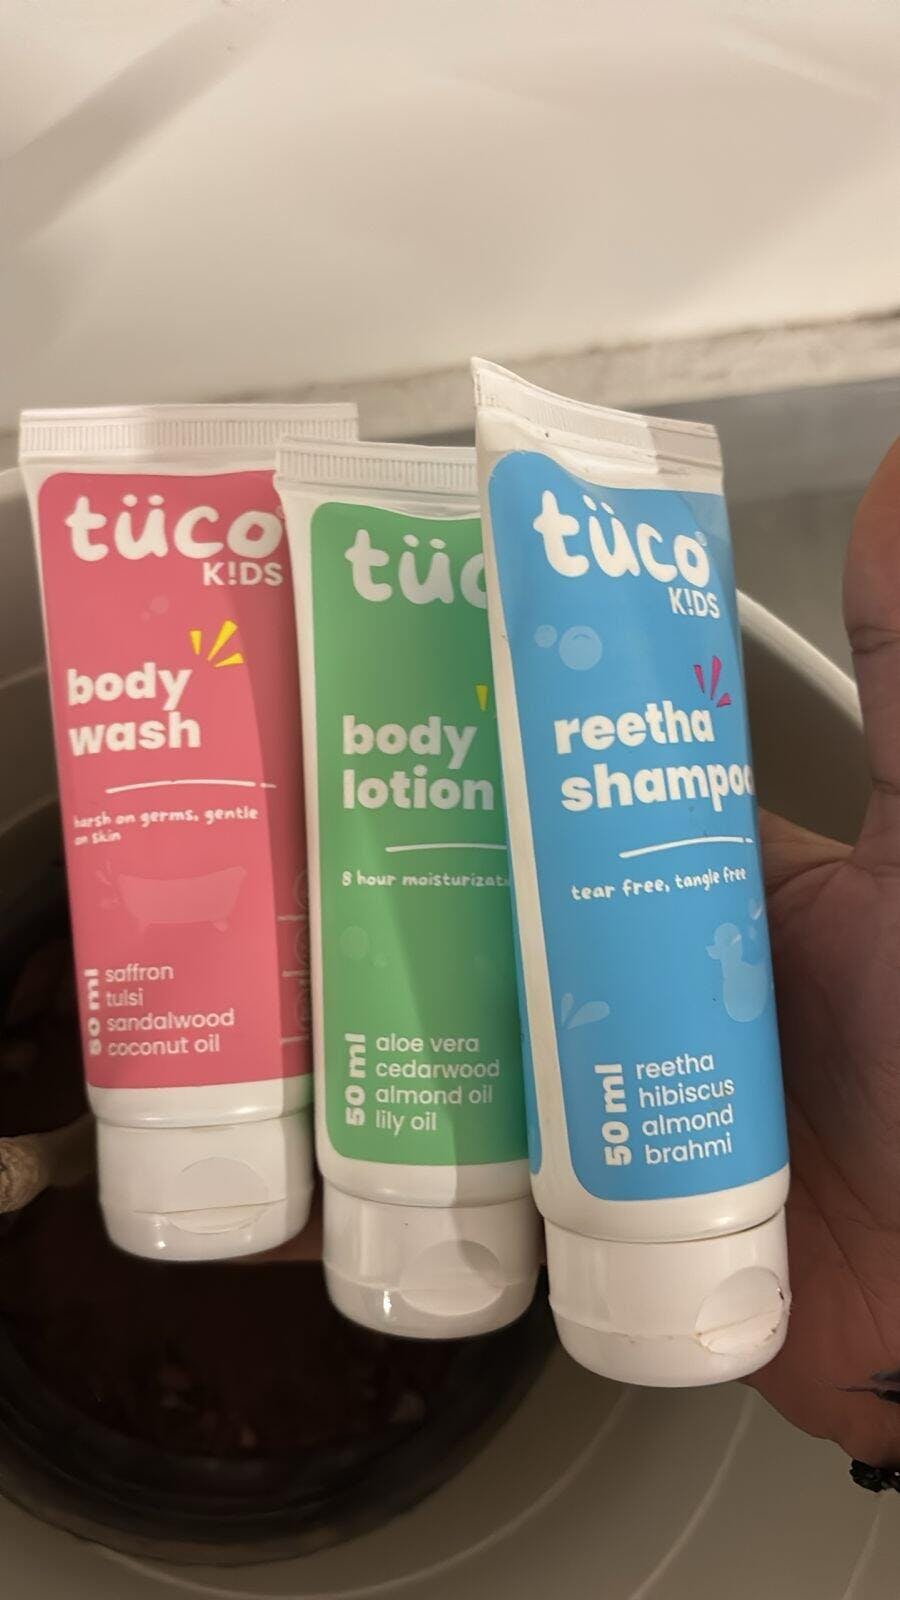 tüco
K!DS
body
wash
harsh on germs, gentle
on skin
50 ml
saffron
tulsi
sandalwood
coconut oil
tüc
body
lotion
8 hour
50 ml
aloe vera
cedarwood
almond oil
lily oil
tüco®
K!DS
reetha
shampoo
tear free, tangle free
50 ml
reetha
hibiscus
almond
brahmi